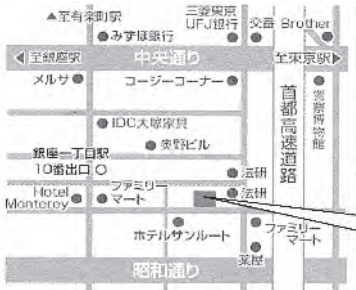 ▲至有楽町駅
みずほ銀行
三菱東京
UFJ銀行
交番
Brother
◀至銀座駅
中央通り
至東京駅▶
メルサ
コージーコーナー
首都高速道路
警察博物館
IDC大塚家具
奥野ビル
銀座一丁目駅
10番出口
法研
Hotel
Monterey
ファミリー
マート
法研
ホテルサンルート
ファミリー
マート
薬屋
昭和通り